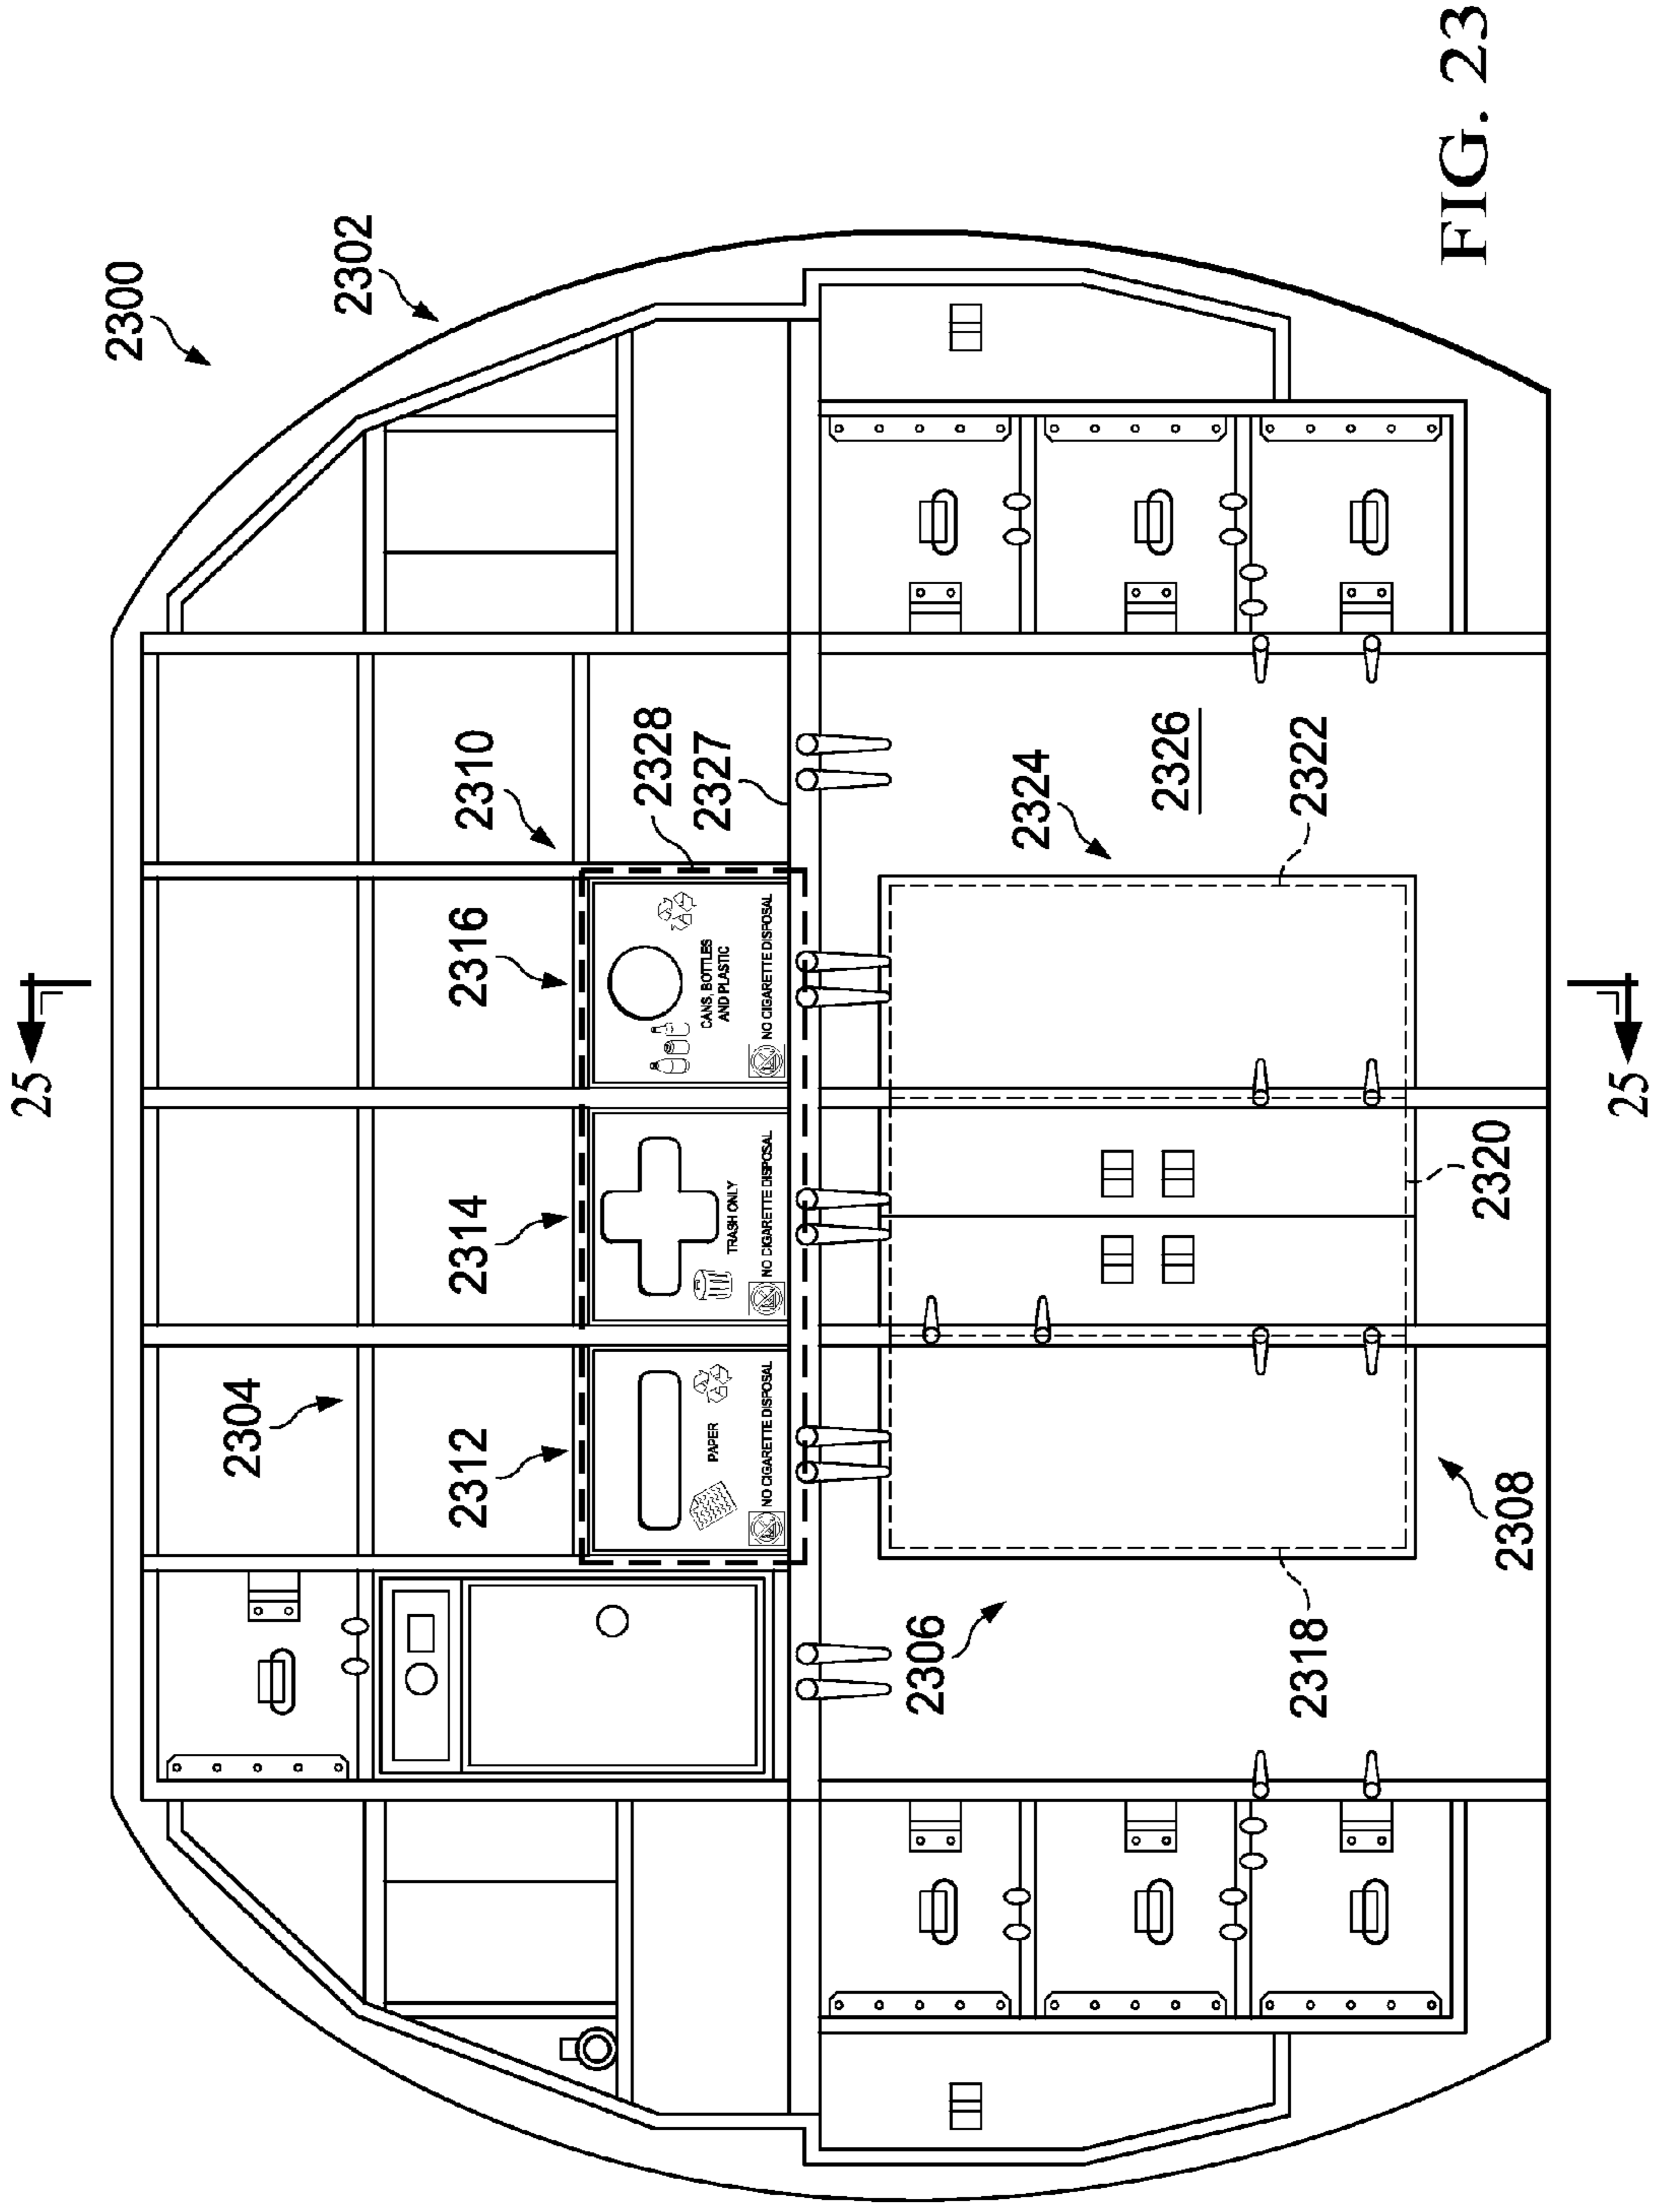 25
2300
2302
2304
2312
2314
2316
2310
2328
2327
PAPER
NO CIGARETTE DISPOSAL
TRASH ONLY
NO CIGARETTE DISPOSAL
CANS, BOTTLES
AND PLASTIC
NO CIGARETTE DISPOSAL
2306
2324
2326
2318
2322
2308
2320
25
FIG. 23